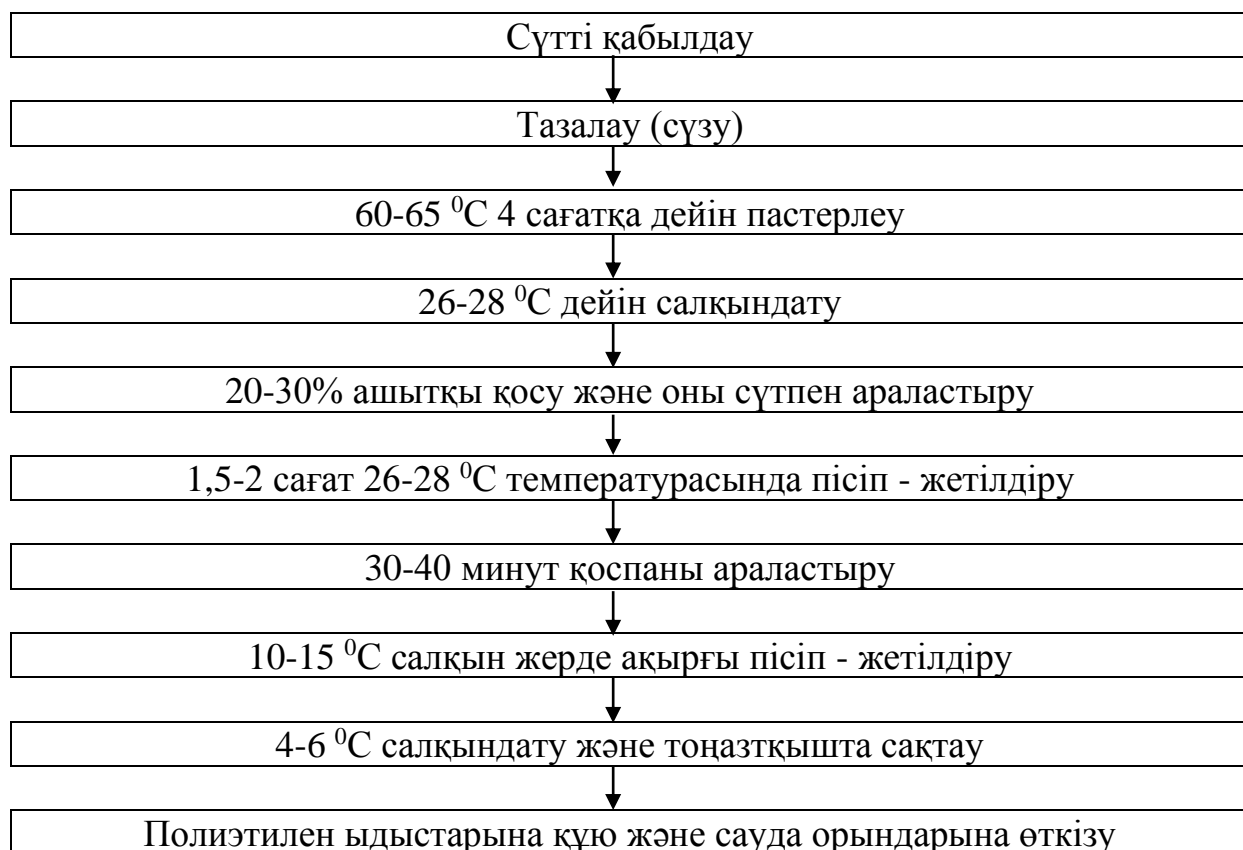 Сүтті қабылдау
Тазалау (сүзу)
60-65 ⁰С 4 сағатқа дейін пастерлеу
26-28 ⁰С дейін салқындату
20-30% ашытқы қосу және оны сүтпен араластыру
1,5-2 сағат 26-28 ⁰С температурасында пісіп - жетілдіру
30-40 минут қоспаны араластыру
10-15 ⁰С салқын жерде ақырғы пісіп - жетілдіру
4-6 ⁰С салқындату және тоңазтқышта сақтау
Полиэтилен ыдыстарына құю және сауда орындарына өткізу